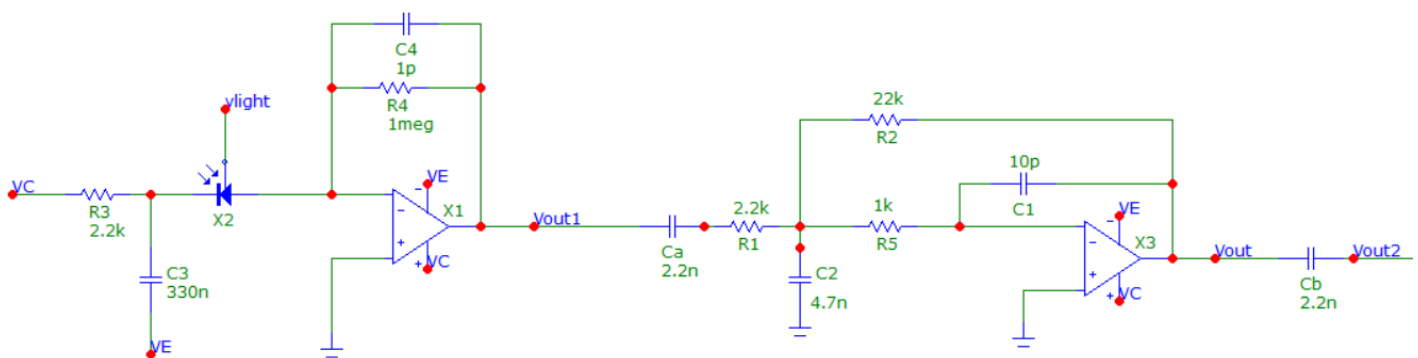 C4
1p
vlight
R4
1meg
22k
R2
VC
R3
2.2k
X2
VE
X1
VC
Vout1
Ca
2.2n
2.2k
R1
1k
R5
10p
C1
VE
X3
VC
Vout
Vout2
Cb
2.2n
C3
330n
VE
C2
4.7n